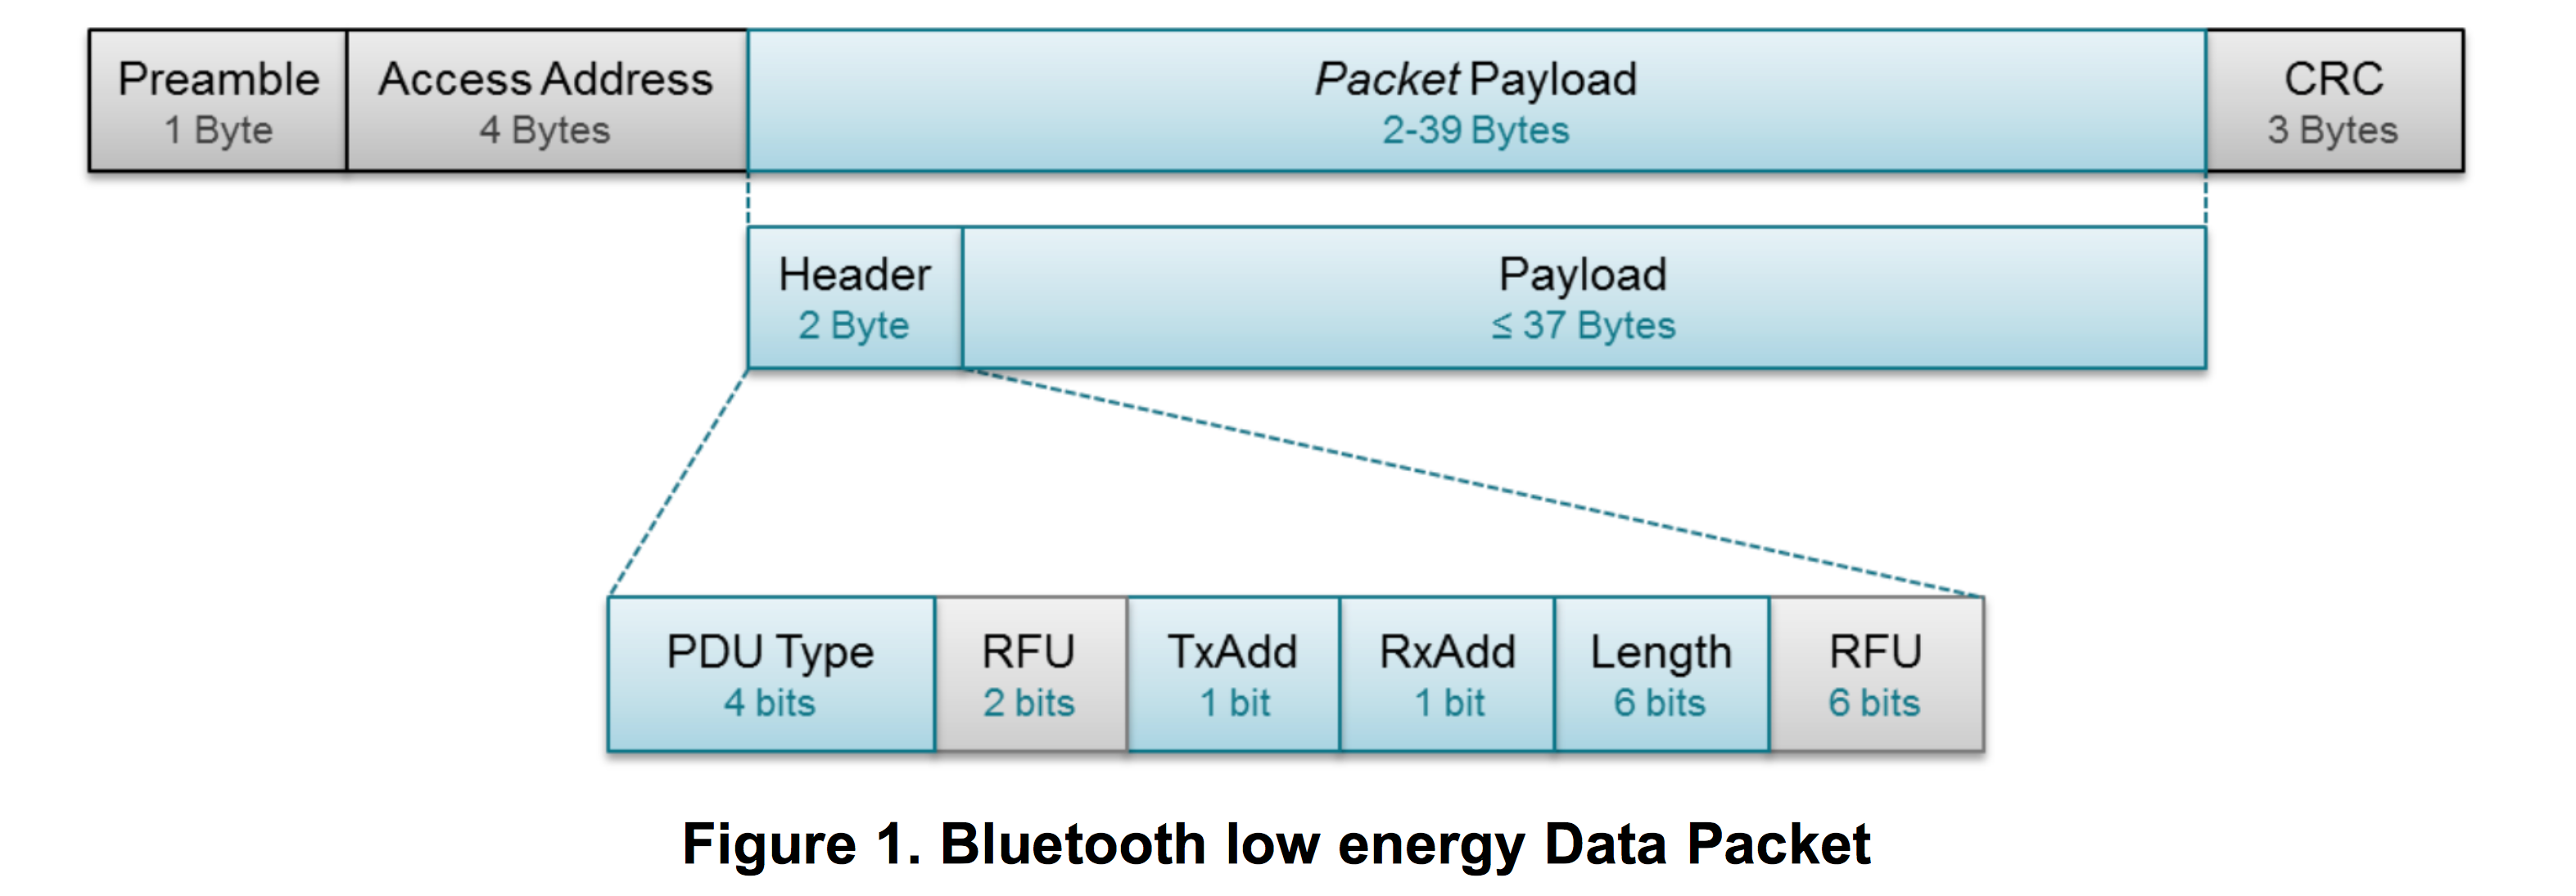 Preamble
1 Byte
Access Address
4 Bytes
Packet Payload
2-39 Bytes
CRC
3 Bytes
Header
2 Byte
Payload
≤ 37 Bytes
PDU Type
4 bits
RFU
2 bits
TxAdd
1 bit
RxAdd
1 bit
Length
6 bits
RFU
6 bits
Figure 1. Bluetooth low energy Data Packet